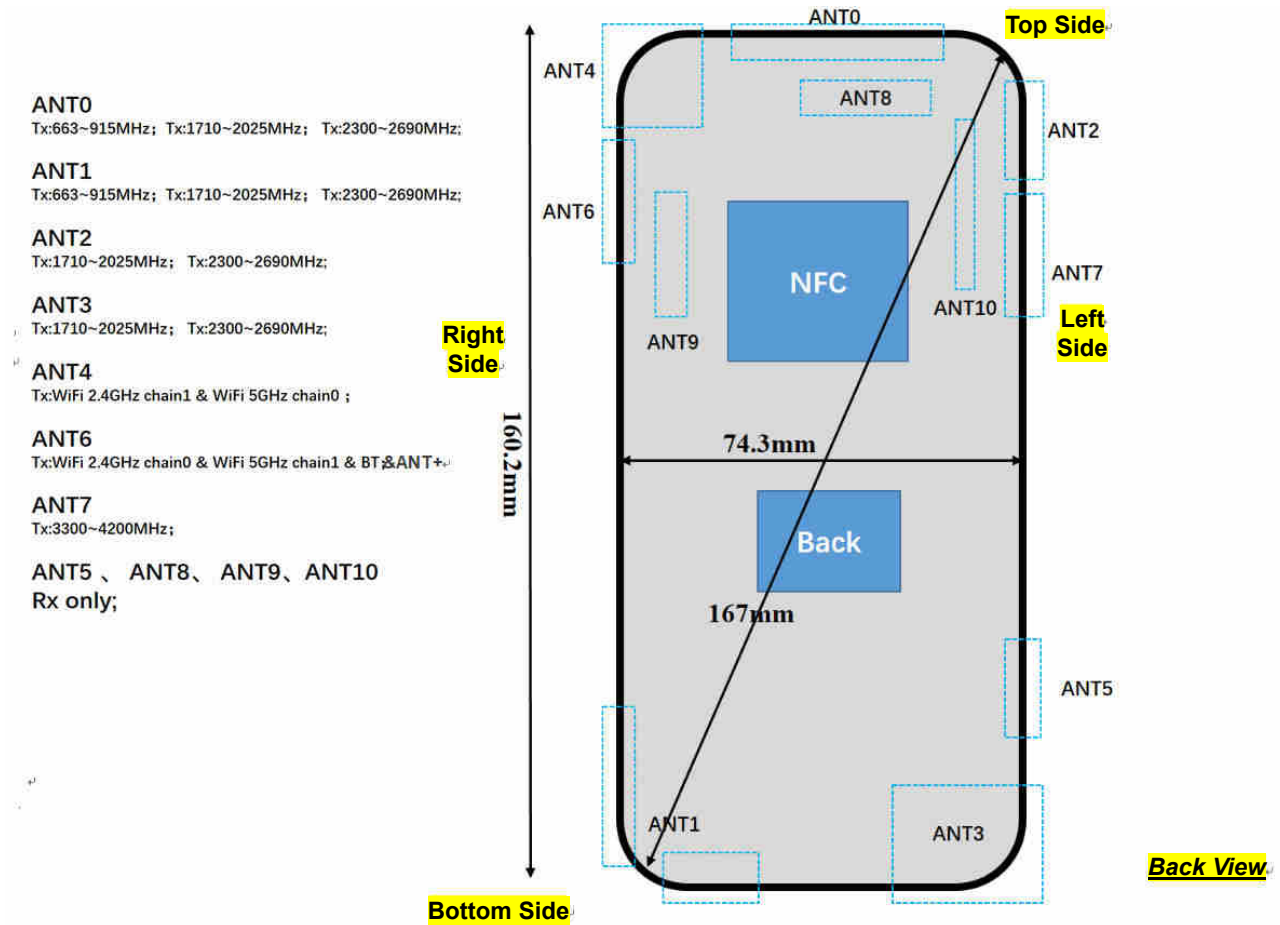 ANT0
Tx:663~915MHz; Tx:1710~2025MHz; Tx:2300~2690MHz;
ANT1
Tx:663~915MHz; Tx:1710~2025MHz; Tx:2300~2690MHz;
ANT2
Tx:1710~2025MHz; Tx:2300~2690MHz;
ANT3
Tx:1710~2025MHz; Tx:2300~2690MHz;
ANT4
Tx:WiFi 2.4GHz chain1 & WiFi 5GHz chain0 ;
ANT6
Tx:WiFi 2.4GHz chain0 & WiFi 5GHz chain1 & BT;&ANT+
ANT7
Tx:3300~4200MHz;
ANT5 、 ANT8、 ANT9、ANT10
Rx only;
ANT0
Top Side
ANT4
ANT8
ANT2
ANT6
NFC
ANT7
ANT10
Left
Side
ANT9
Right
Side
160.2mm
74.3mm
Back
167mm
ANT5
ANT1
ANT3
Back View
Bottom Side